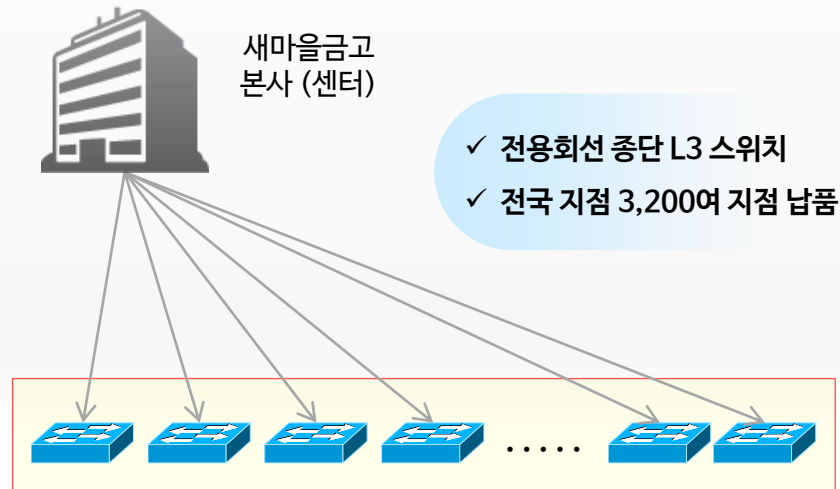 새마을금고
본사 (센터)
✓ 전용회선 종단 L3 스위치
✓ 전국 지점 3,200여 지점 납품
. . . . .